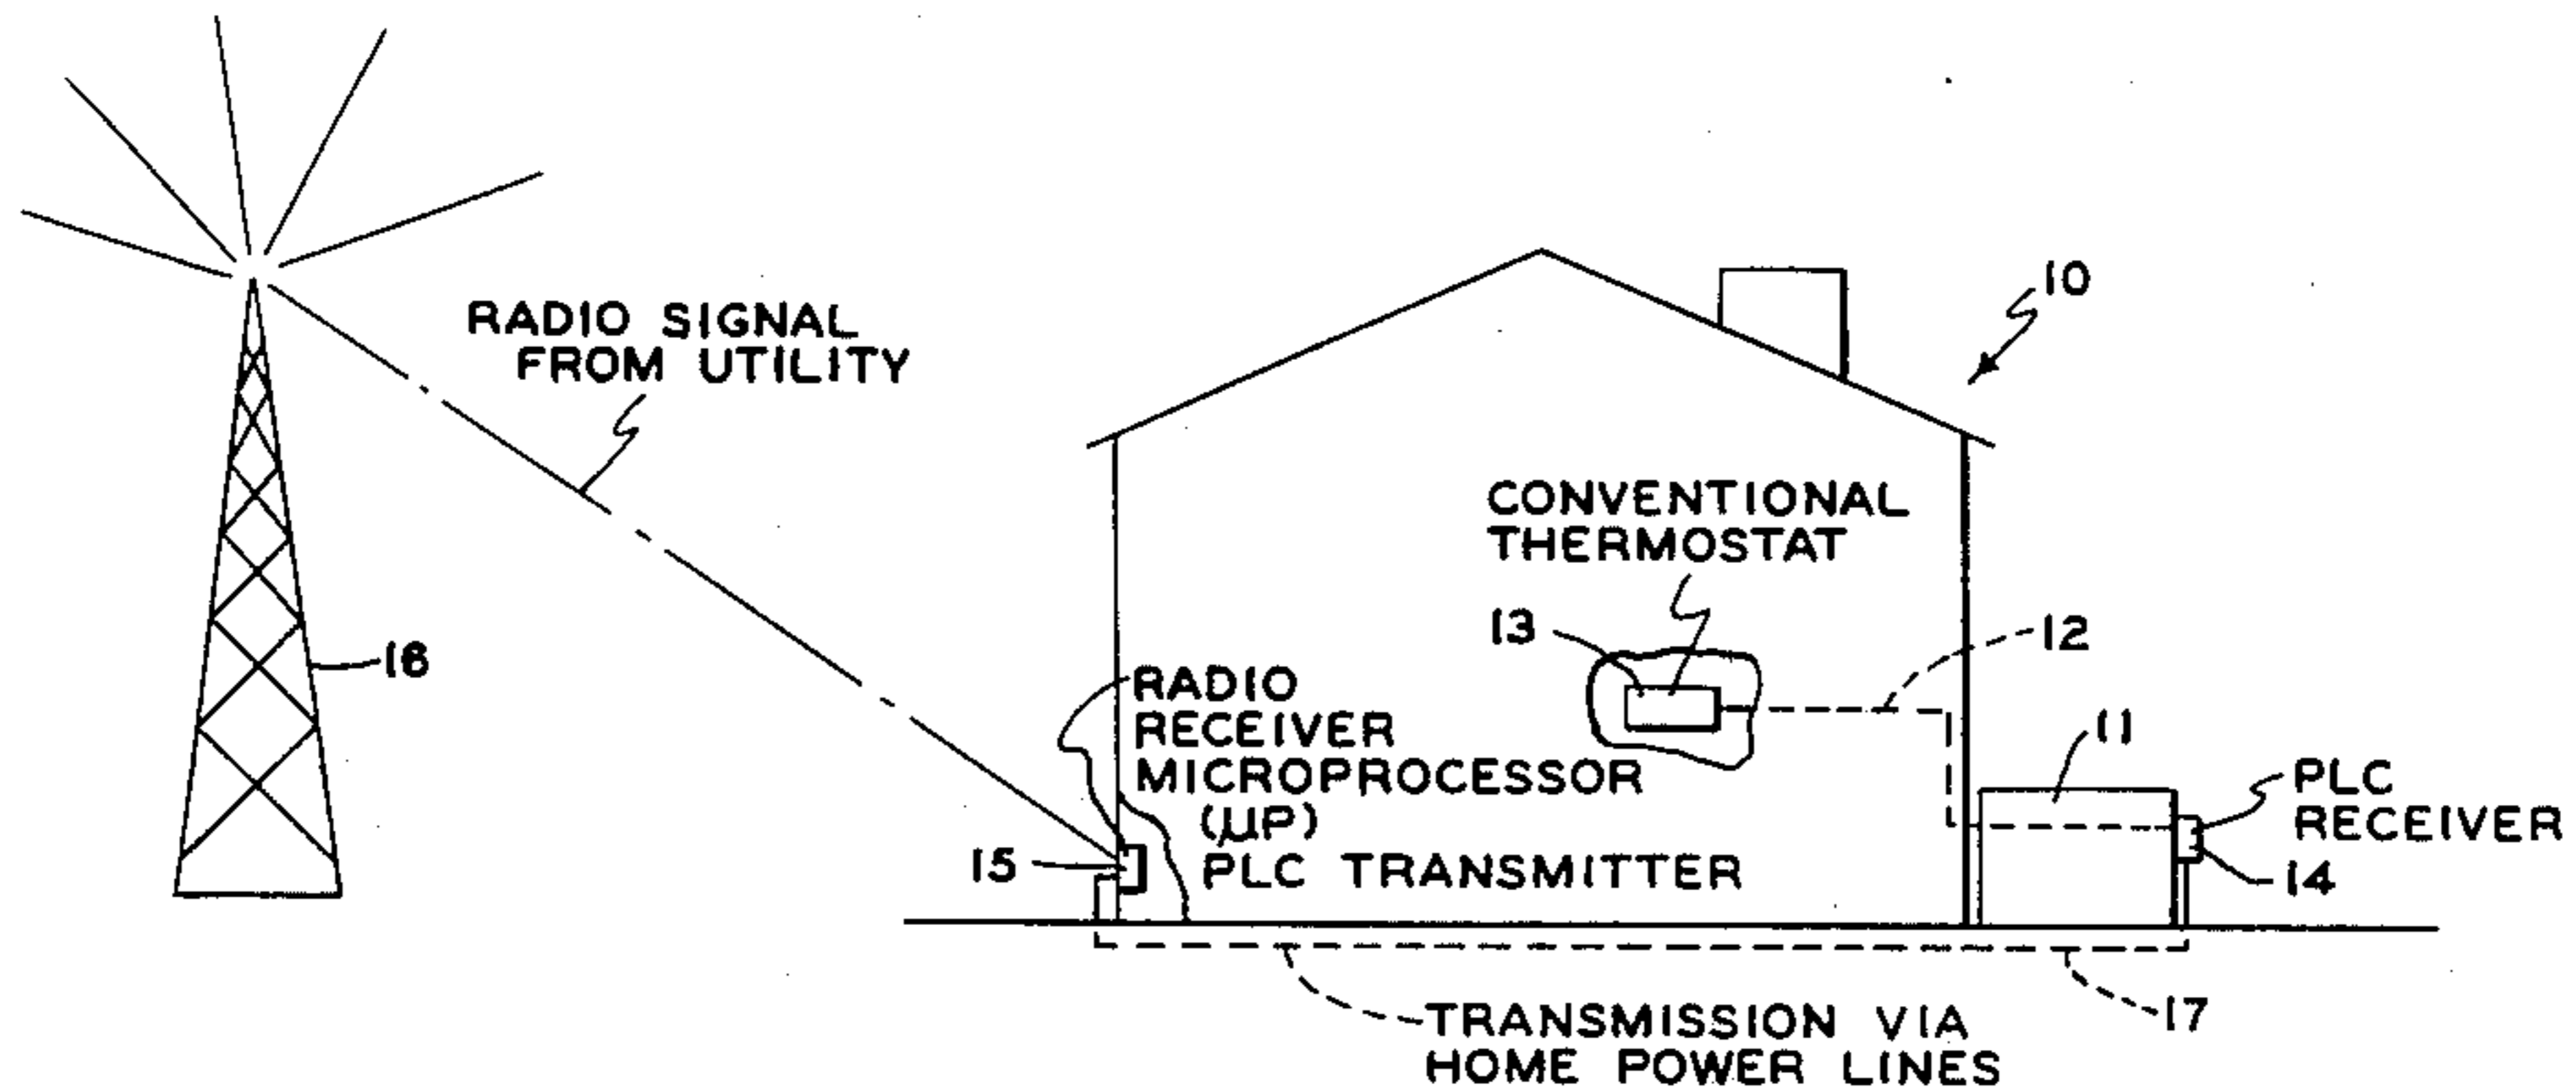 RADIO SIGNAL
FROM UTILITY
10
CONVENTIONAL
THERMOSTAT
13
12
16
RADIO
RECEIVER
MICROPROCESSOR
(μP)
PLC TRANSMITTER
15
11
PLC
RECEIVER
14
17
TRANSMISSION VIA
HOME POWER LINES